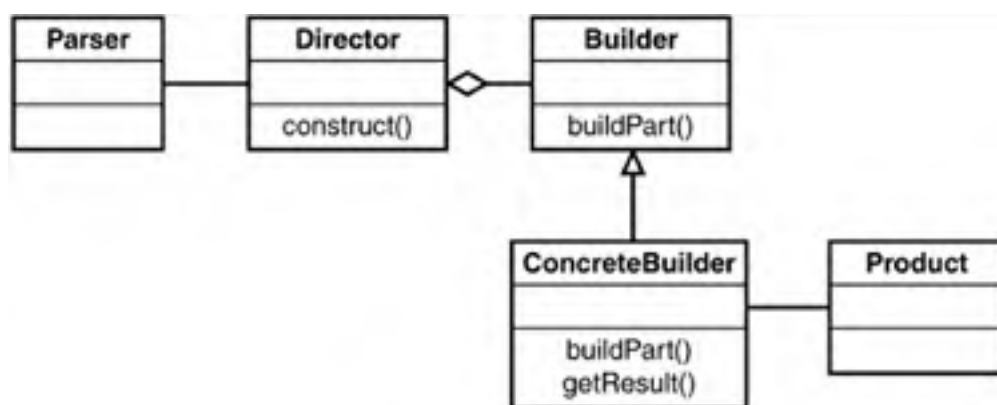 Parser
Director
construct()
Builder
buildPart()
ConcreteBuilder
buildPart()
getResult()
Product